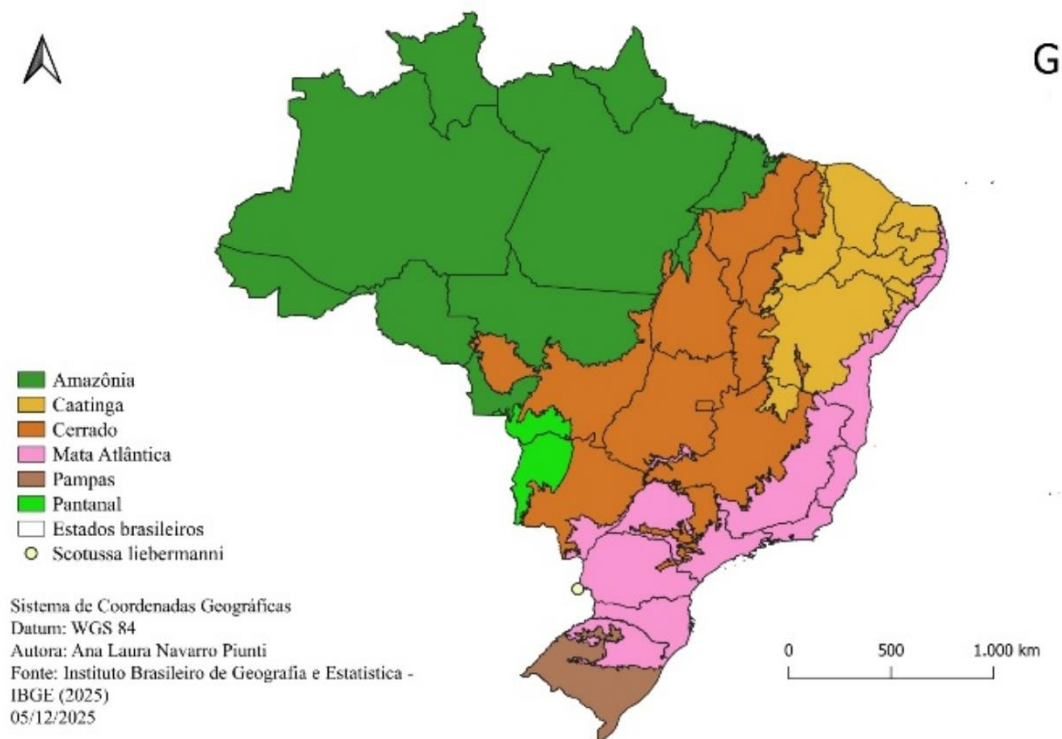 G
Amazônia
Caatinga
Cerrado
Mata Atlântica
Pampas
Pantanal
Estados brasileiros
Scotussa liebermanni
Sistema de Coordenadas Geográficas
Datum: WGS 84
Autora: Ana Laura Navarro Piunti
Fonte: Instituto Brasileiro de Geografia e Estatistica -
IBGE (2025)
05/12/2025
0 500 1.000 km